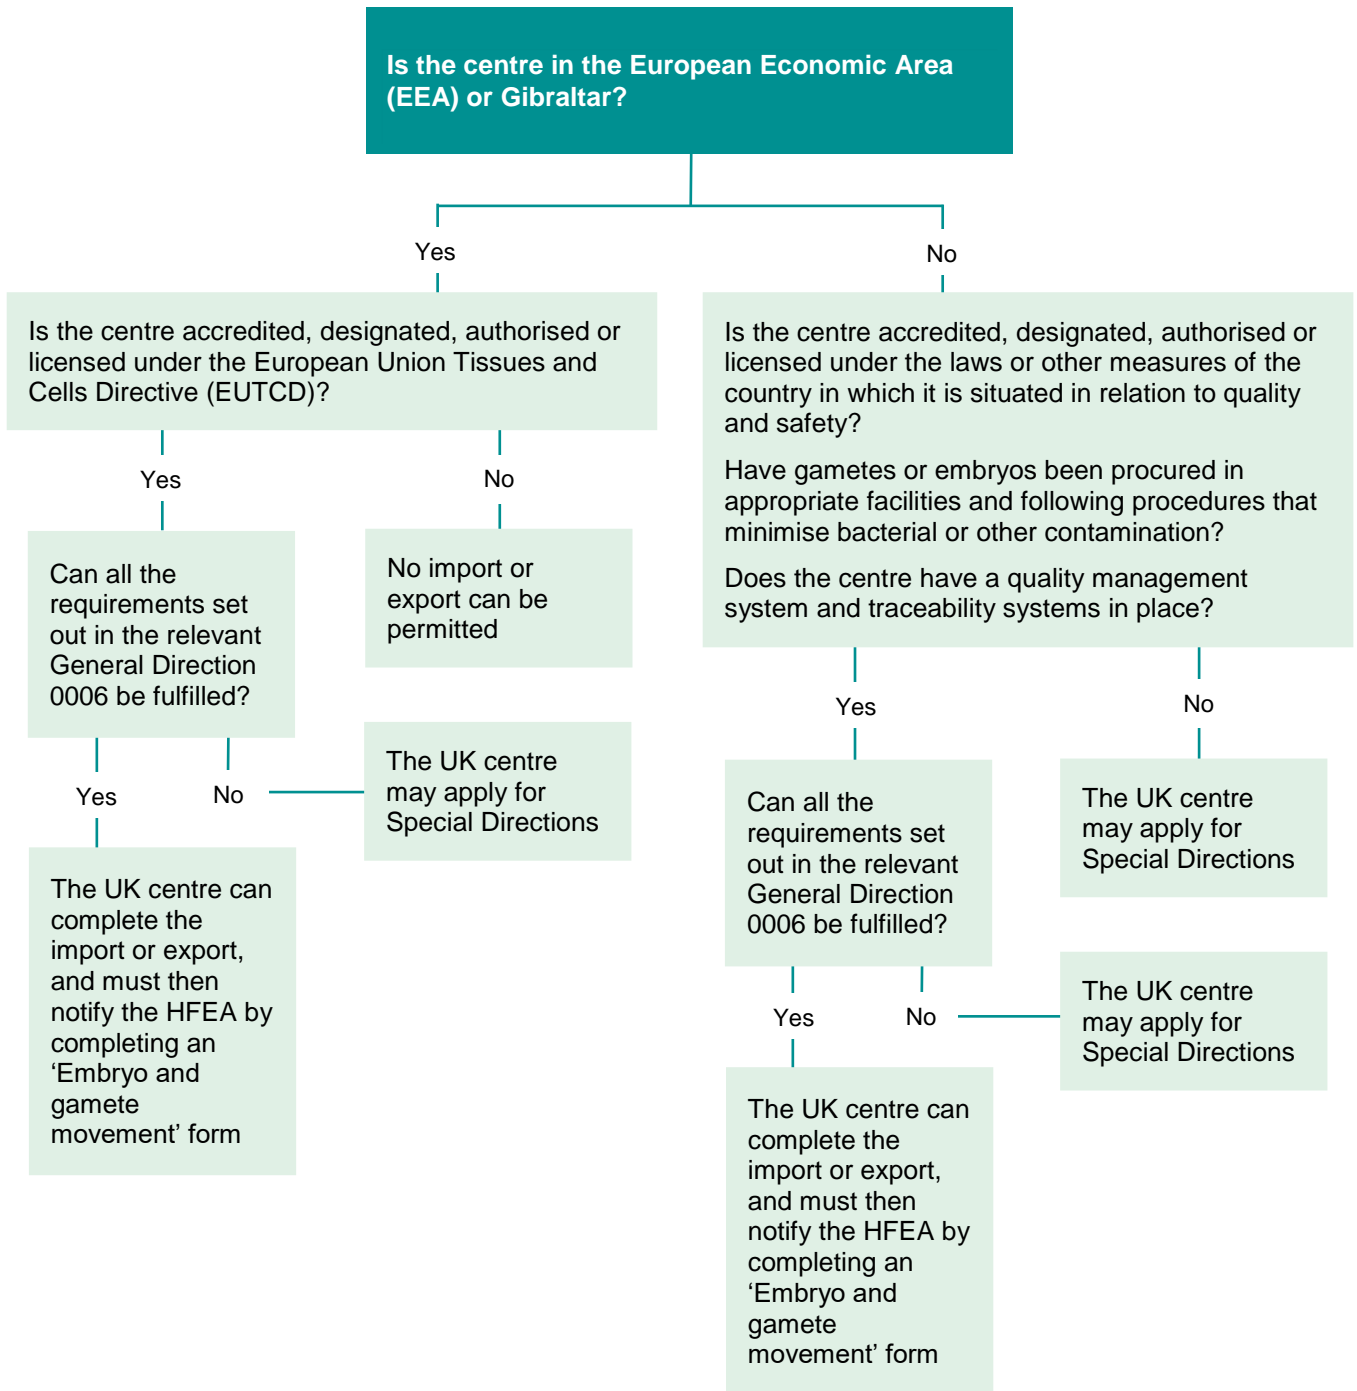 Is the centre in the European Economic Area
(EEA) or Gibraltar?
Yes
No
Is the centre accredited, designated, authorised or
licensed under the European Union Tissues and
Cells Directive (EUTCD)?
Yes
No
Can all the
requirements set
out in the relevant
General Direction
0006 be fulfilled?
No import or
export can be
permitted
Yes
No
The UK centre
may apply for
Special Directions
The UK centre can
complete the
import or export,
and must then
notify the HFEA by
completing an
‘Embryo and
gamete
movement’ form
Is the centre accredited, designated, authorised or
licensed under the laws or other measures of the
country in which it is situated in relation to quality
and safety?
Have gametes or embryos been procured in
appropriate facilities and following procedures that
minimise bacterial or other contamination?
Does the centre have a quality management
system and traceability systems in place?
Yes
No
Can all the
requirements set
out in the relevant
General Direction
0006 be fulfilled?
The UK centre
may apply for
Special Directions
Yes
No
The UK centre
may apply for
Special Directions
The UK centre can
complete the
import or export,
and must then
notify the HFEA by
completing an
‘Embryo and
gamete
movement’ form